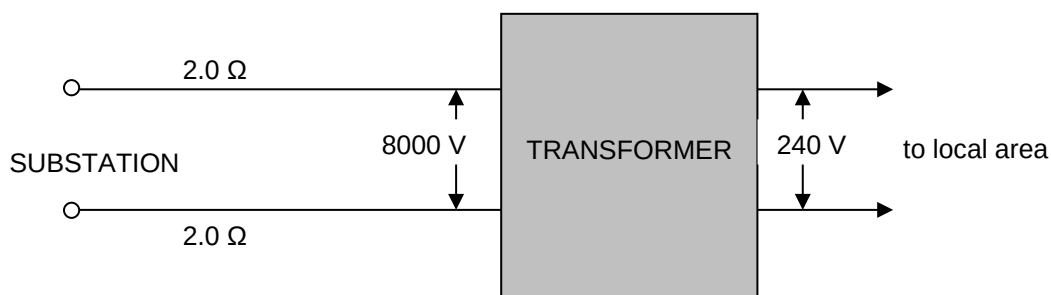 2.0 Ω
8000 V
TRANSFORMER
240 V
to local area
SUBSTATION
2.0 Ω